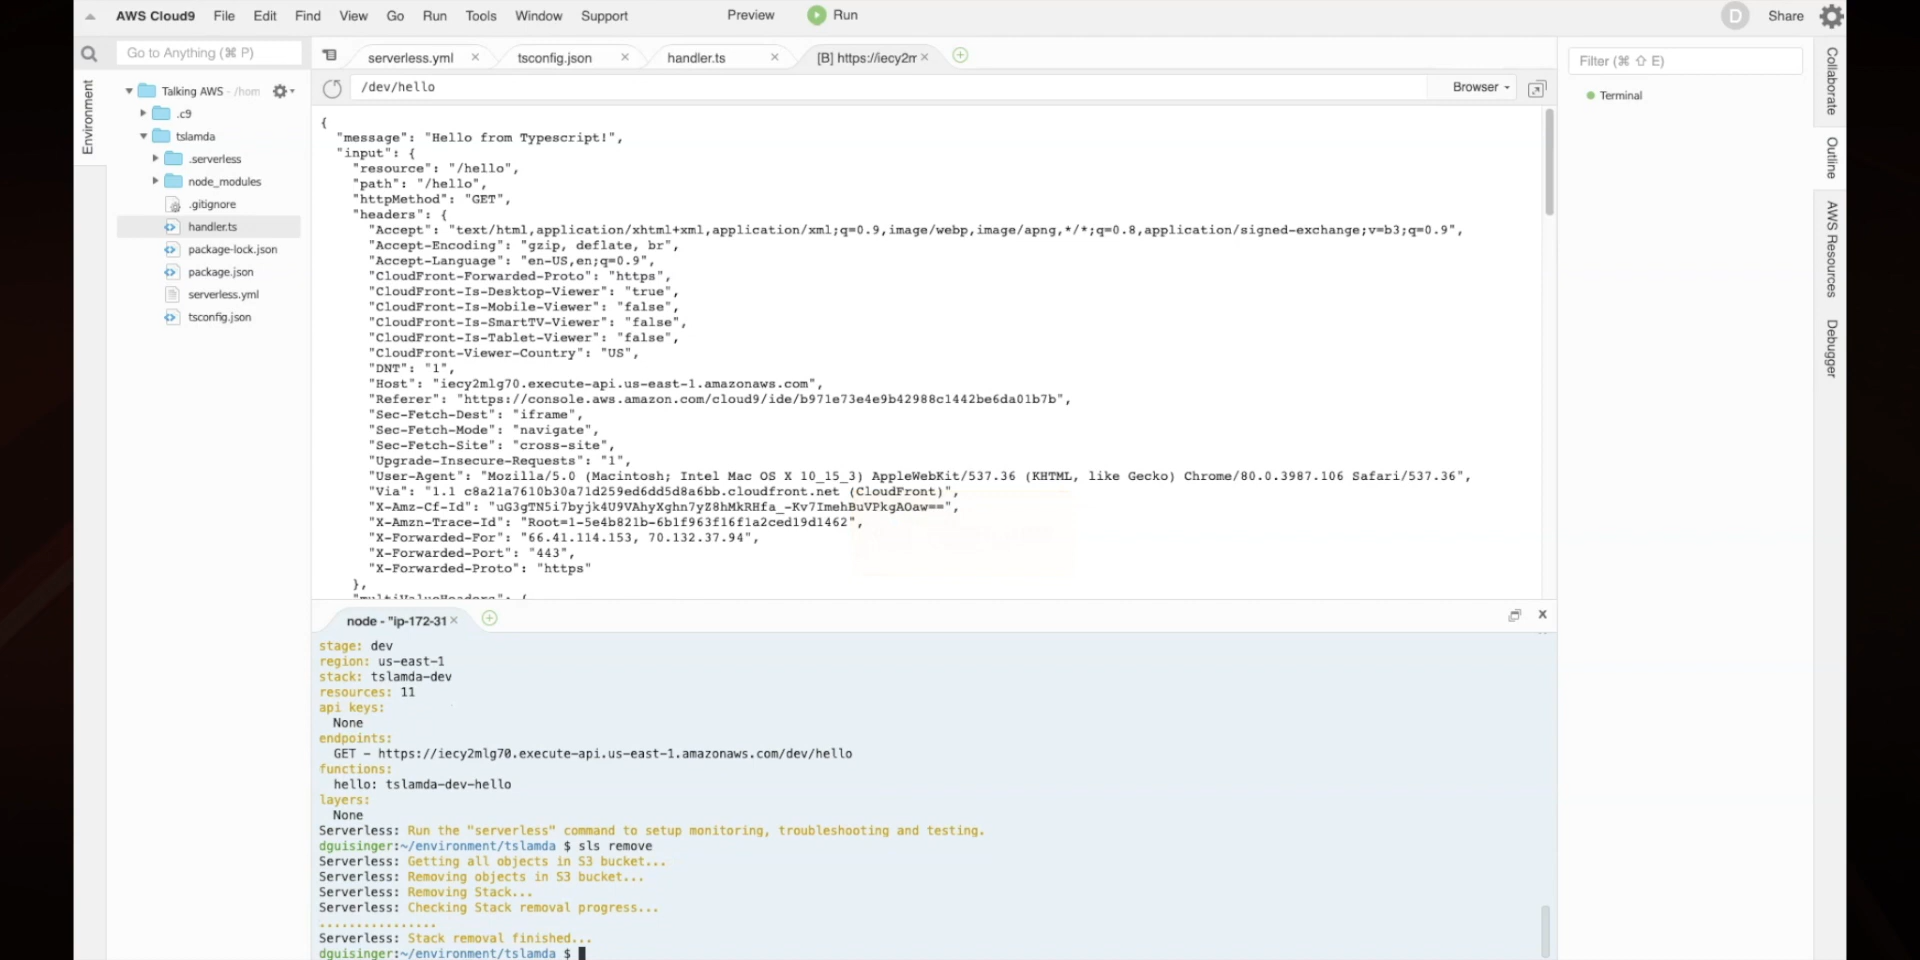 AWS Cloud9 File Edit Find View Go Run Tools Window Support Preview Run D Share
Go to Anything (⌘ P)
serverless.yml × tsconfig.json × handler.ts × [B] https://iecy2m ×
/dev/hello Browser
Filter (⌘ ⇧ E)
Terminal
Environment
Collaborate
Outline
AWS Resources
Debugger
Talking AWS - /hom
.c9
tslamda
.serverless
node_modules
.gitignore
handler.ts
package-lock.json
package.json
serverless.yml
tsconfig.json
{
"message": "Hello from Typescript!",
"input": {
"resource": "/hello",
"path": "/hello",
"httpMethod": "GET",
"headers": {
"Accept": "text/html,application/xhtml+xml,application/xml;q=0.9,image/webp,image/apng,*/*;q=0.8,application/signed-exchange;v=b3;q=0.9",
"Accept-Encoding": "gzip, deflate, br",
"Accept-Language": "en-US,en;q=0.9",
"CloudFront-Forwarded-Proto": "https",
"CloudFront-Is-Desktop-Viewer": "true",
"CloudFront-Is-Mobile-Viewer": "false",
"CloudFront-Is-SmartTV-Viewer": "false",
"CloudFront-Is-Tablet-Viewer": "false",
"CloudFront-Viewer-Country": "US",
"DNT": "1",
"Host": "iecy2mlg70.execute-api.us-east-1.amazonaws.com",
"Referer": "https://console.aws.amazon.com/cloud9/ide/b971e73e4e9b42988c1442be6da01b7b",
"Sec-Fetch-Dest": "iframe",
"Sec-Fetch-Mode": "navigate",
"Sec-Fetch-Site": "cross-site",
"Upgrade-Insecure-Requests": "1",
"User-Agent": "Mozilla/5.0 (Macintosh; Intel Mac OS X 10_15_3) AppleWebKit/537.36 (KHTML, like Gecko) Chrome/80.0.3987.106 Safari/537.36",
"Via": "1.1 c8a21a7610b30a71d259ed6dd5d8a6bb.cloudfront.net (CloudFront)",
"X-Amz-Cf-Id": "uG3gTN5i7byjk4U9VAhyXghn7yZ8hMkRHfa_-Kv7ImehBuVPkgAOaw==",
"X-Amzn-Trace-Id": "Root=1-5e4b821b-6b1f963f16f1a2ced19d1462",
"X-Forwarded-For": "66.41.114.153, 70.132.37.94",
"X-Forwarded-Port": "443",
"X-Forwarded-Proto": "https"
},
"multiValueHeaders": {
node - "ip-172-31 ×
stage: dev
region: us-east-1
stack: tslamda-dev
resources: 11
api keys:
None
endpoints:
GET - https://iecy2mlg70.execute-api.us-east-1.amazonaws.com/dev/hello
functions:
hello: tslamda-dev-hello
layers:
None
Serverless: Run the "serverless" command to setup monitoring, troubleshooting and testing.
dguisinger:~/environment/tslamda $ sls remove
Serverless: Getting all objects in S3 bucket...
Serverless: Removing objects in S3 bucket...
Serverless: Removing Stack...
Serverless: Checking Stack removal progress...
................
Serverless: Stack removal finished...
dguisinger:~/environment/tslamda $